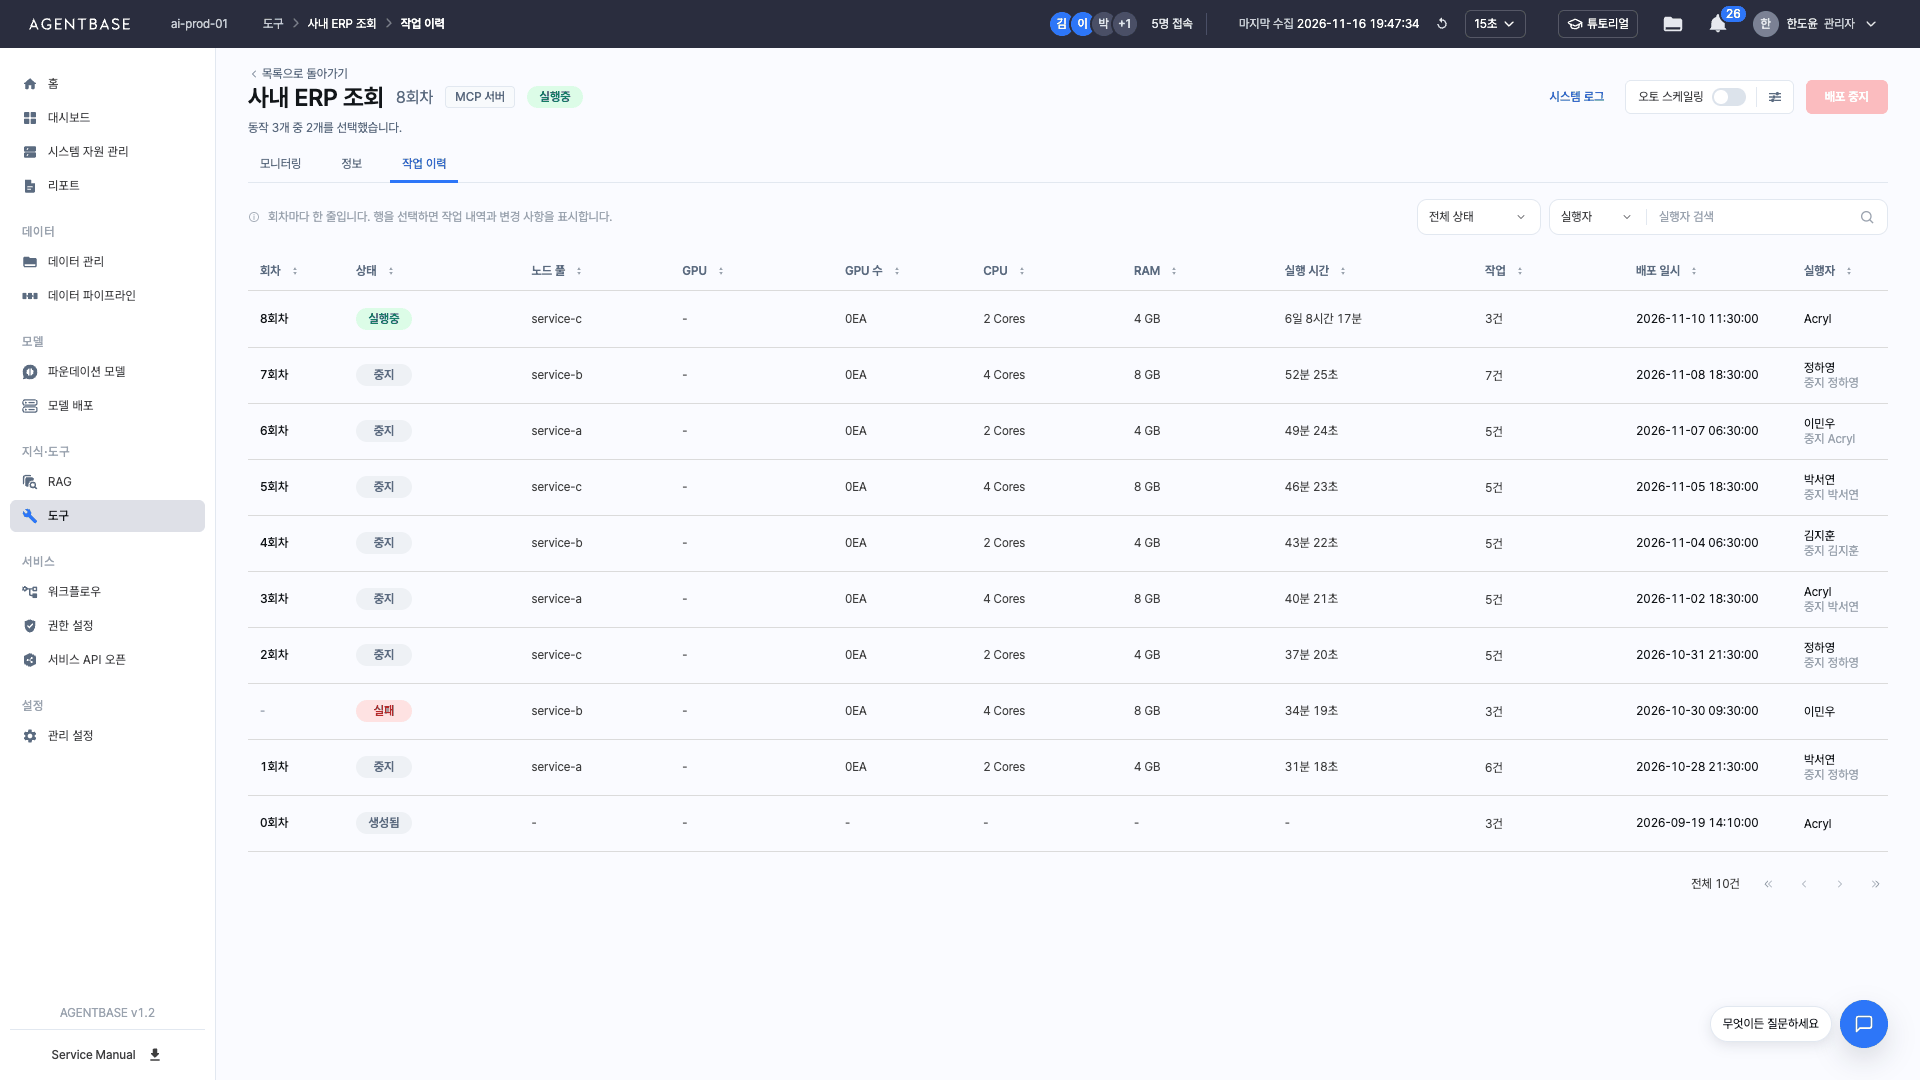 AGENTBASE
ai-prod-01
도구 > 사내 ERP 조회 > 작업 이력
김 이 박 +1 5명 접속
마지막 수집 2026-11-16 19:47:34
15초
튜토리얼
26
한 한도윤 관리자
홈
대시보드
시스템 자원 관리
리포트
데이터
데이터 관리
데이터 파이프라인
모델
파운데이션 모델
모델 배포
지식·도구
RAG
도구
서비스
워크플로우
권한 설정
서비스 API 오픈
설정
관리 설정
AGENTBASE v1.2
Service Manual
목록으로 돌아가기
사내 ERP 조회 8회차 MCP 서버 실행중
동작 3개 중 2개를 선택했습니다.
시스템 로그
오토 스케일링
배포 중지
모니터링 정보 작업 이력
회차마다 한 줄입니다. 행을 선택하면 작업 내역과 변경 사항을 표시합니다.
전체 상태
실행자
실행자 검색
회차 상태 노드 풀 GPU GPU 수 CPU RAM 실행 시간 작업 배포 일시 실행자
8회차 실행중 service-c - 0EA 2 Cores 4 GB 6일 8시간 17분 3건 2026-11-10 11:30:00 Acryl
7회차 중지 service-b - 0EA 4 Cores 8 GB 52분 25초 7건 2026-11-08 18:30:00 정하영
중지 정하영
6회차 중지 service-a - 0EA 2 Cores 4 GB 49분 24초 5건 2026-11-07 06:30:00 이민우
중지 Acryl
5회차 중지 service-c - 0EA 4 Cores 8 GB 46분 23초 5건 2026-11-05 18:30:00 박서연
중지 박서연
4회차 중지 service-b - 0EA 2 Cores 4 GB 43분 22초 5건 2026-11-04 06:30:00 김지훈
중지 김지훈
3회차 중지 service-a - 0EA 4 Cores 8 GB 40분 21초 5건 2026-11-02 18:30:00 Acryl
중지 박서연
2회차 중지 service-c - 0EA 2 Cores 4 GB 37분 20초 5건 2026-10-31 21:30:00 정하영
중지 정하영
- 실패 service-b - 0EA 4 Cores 8 GB 34분 19초 3건 2026-10-30 09:30:00 이민우
1회차 중지 service-a - 0EA 2 Cores 4 GB 31분 18초 6건 2026-10-28 21:30:00 박서연
중지 정하영
0회차 생성됨 - - - - - - 3건 2026-09-19 14:10:00 Acryl
전체 10건
무엇이든 질문하세요